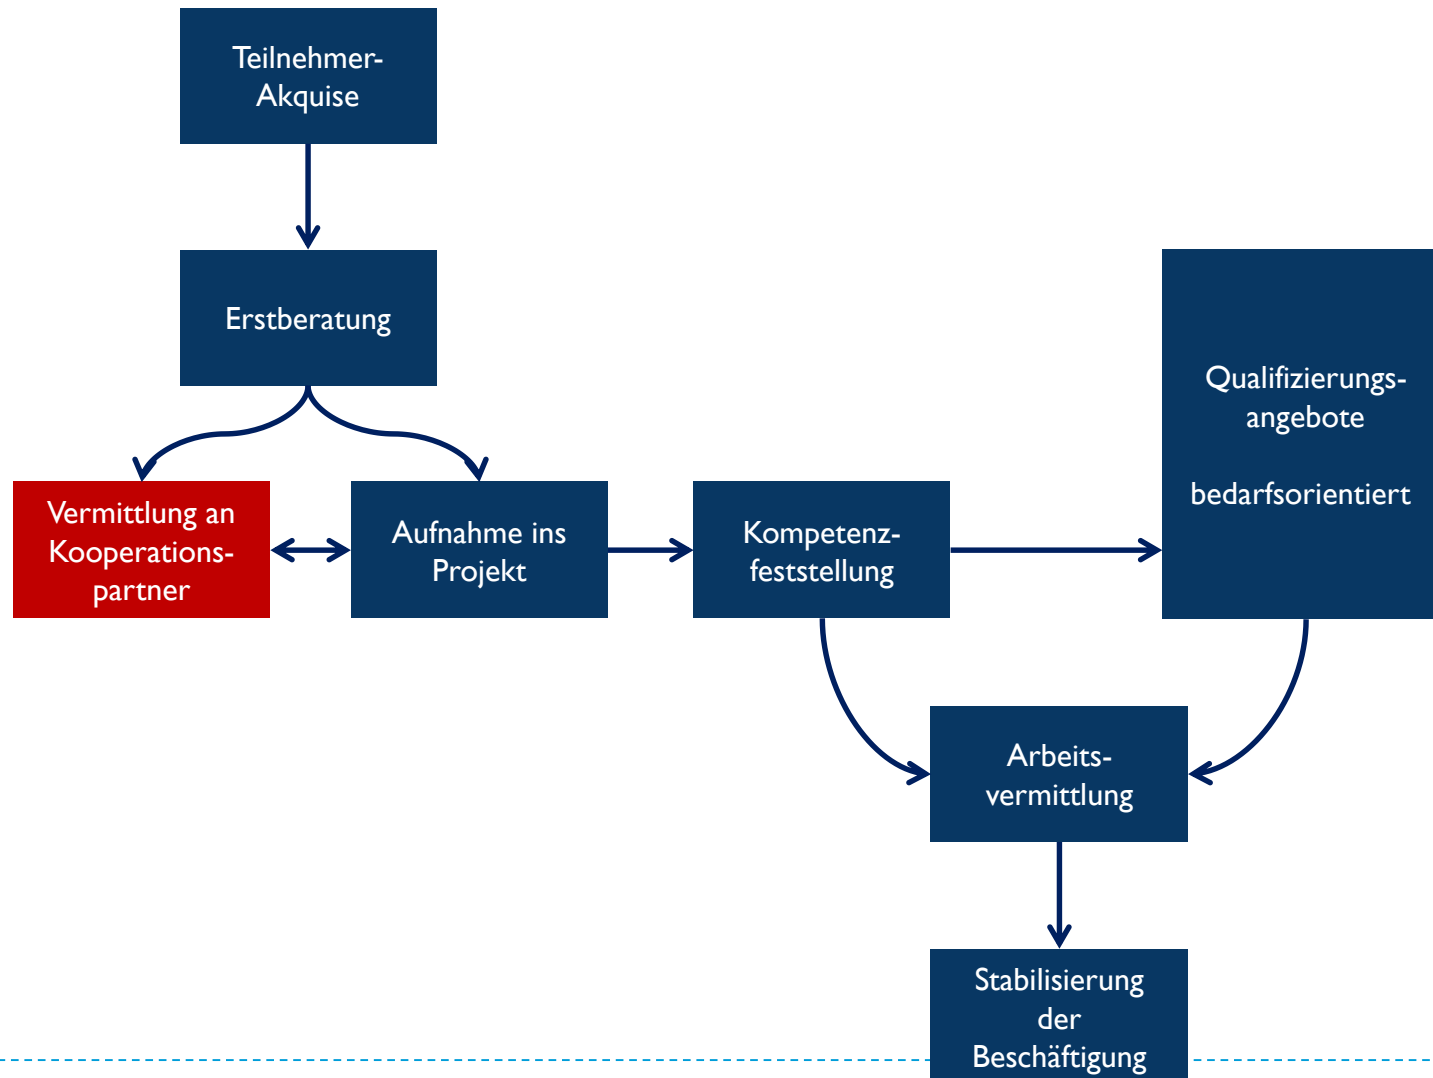 Teilnehmer-
Akquise
Erstberatung
Vermittlung an
Kooperations-
partner
Aufnahme ins
Projekt
Kompetenz-
feststellung
Qualifizierungs-
angebote
bedarfsorientiert
Arbeits-
vermittlung
Stabilisierung
der
Beschäftigung